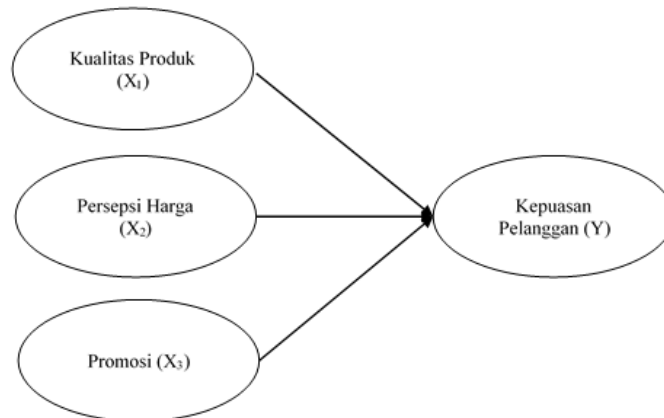 Kualitas Produk
(X₁)
Persepsi Harga
(X₂)
Kepuasan
Pelanggan (Y)
Promosi (X₃)